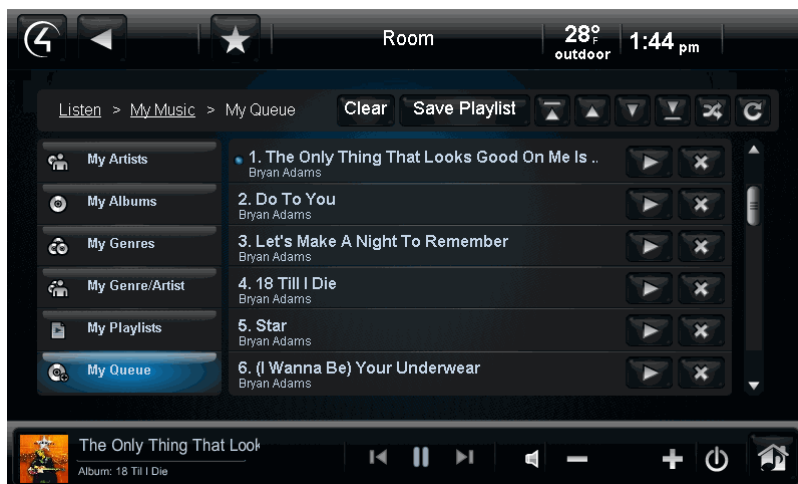 Room
28°F
outdoor
1:44 pm
Listen > My Music > My Queue
Clear
Save Playlist
My Artists
My Albums
My Genres
My Genre/Artist
My Playlists
My Queue
1. The Only Thing That Looks Good On Me Is ..
Bryan Adams
2. Do To You
Bryan Adams
3. Let's Make A Night To Remember
Bryan Adams
4. 18 Till I Die
Bryan Adams
5. Star
Bryan Adams
6. (I Wanna Be) Your Underwear
Bryan Adams
The Only Thing That Look
Album: 18 Til I Die